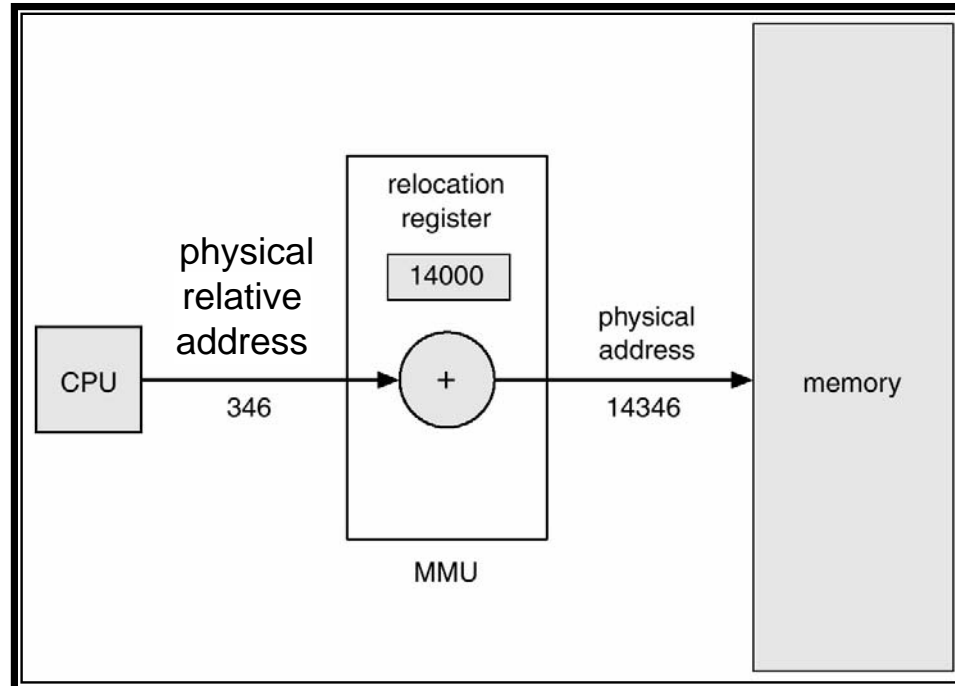 relocation
register
14000
physical
relative
address
346
CPU
+
physical
address
14346
memory
MMU